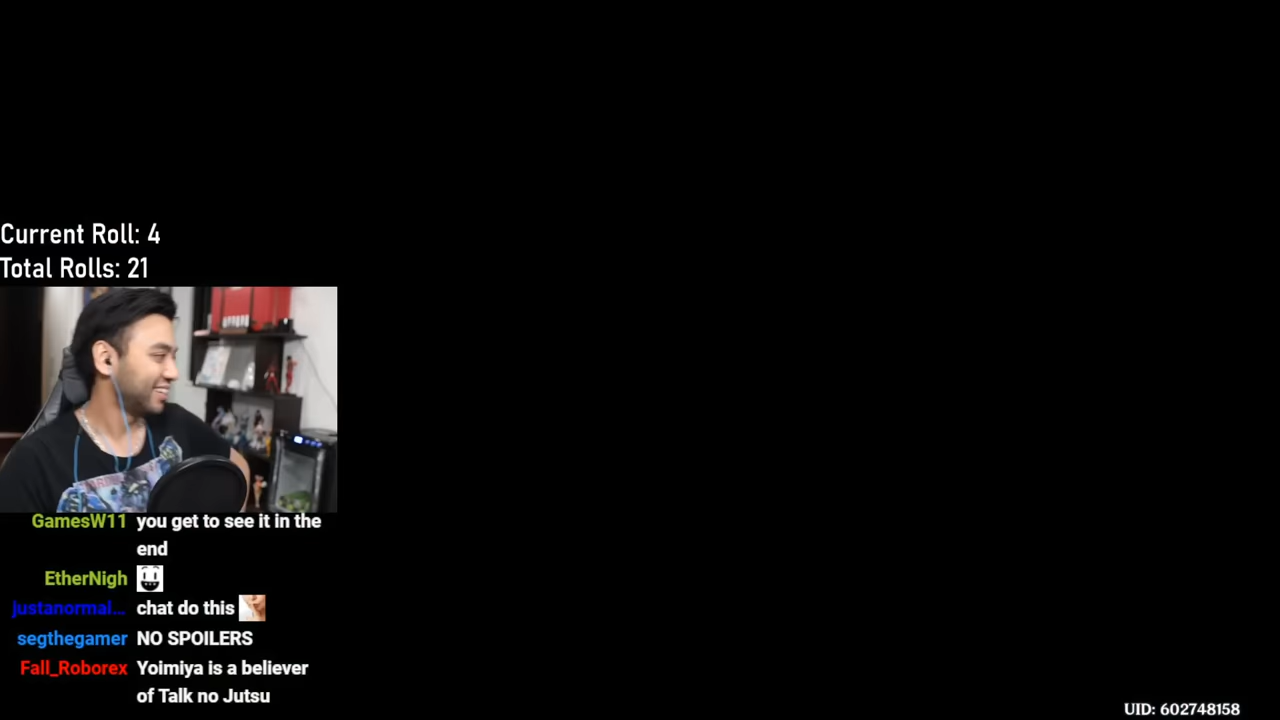 Current Roll: 4
Total Rolls: 21
GamesW11 you get to see it in the
end
EtherNigh
justanormal... chat do this
segthegamer NO SPOILERS
Fall_Roborex Yoimiya is a believer
of Talk no Jutsu
UID: 602748158